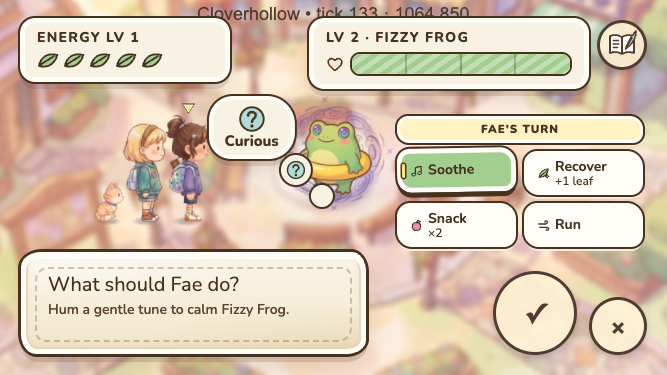 Cloverhollow • tick 133 · 1064,850
ENERGY LV 1
LV 2 · FIZZY FROG
? Curious
?
FAE'S TURN
Soothe
Recover
+1 leaf
Snack
×2
Run
What should Fae do?
Hum a gentle tune to calm Fizzy Frog.